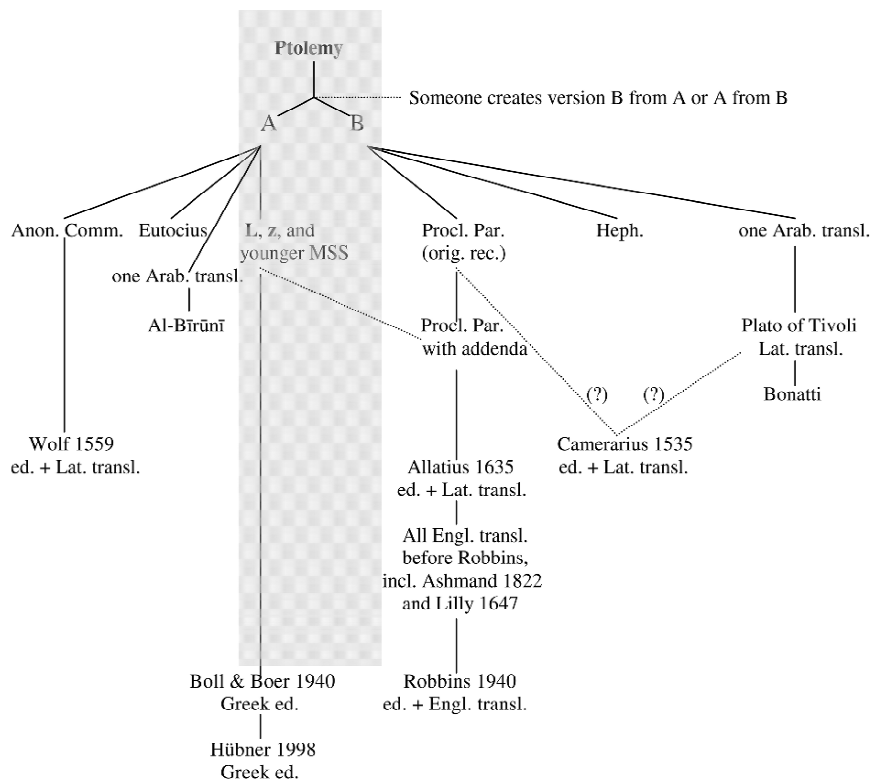 Ptolemy
Someone creates version B from A or A from B
A
B
Anon. Comm.
Eutocius
L, z, and
younger MSS
Procl. Par.
(orig. rec.)
Heph.
one Arab. transl.
one Arab. transl.
Al-Bīrūnī
Procl. Par.
with addenda
Plato of Tivoli
Lat. transl.
(?)
(?)
Bonatti
Wolf 1559
ed. + Lat. transl.
Camerarius 1535
ed. + Lat. transl.
Allatius 1635
ed. + Lat. transl.
All Engl. transl.
before Robbins,
incl. Ashmand 1822
and Lilly 1647
Boll & Boer 1940
Greek ed.
Robbins 1940
ed. + Engl. transl.
Hübner 1998
Greek ed.